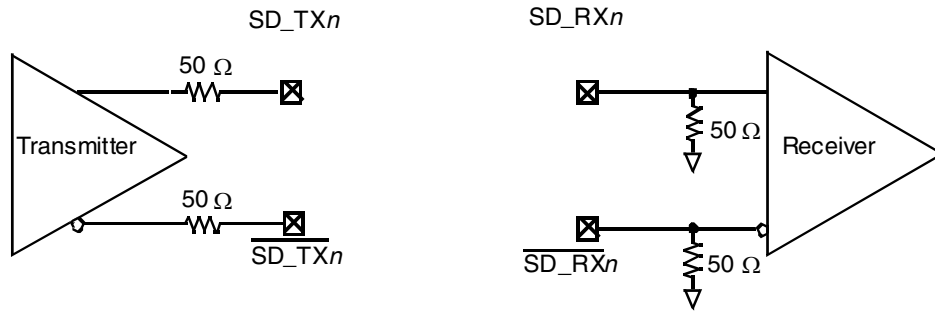 SD_TXn
SD_RXn
50 Ω
50 Ω
Transmitter
Receiver
50 Ω
50 Ω
SD_TXn
SD_RXn